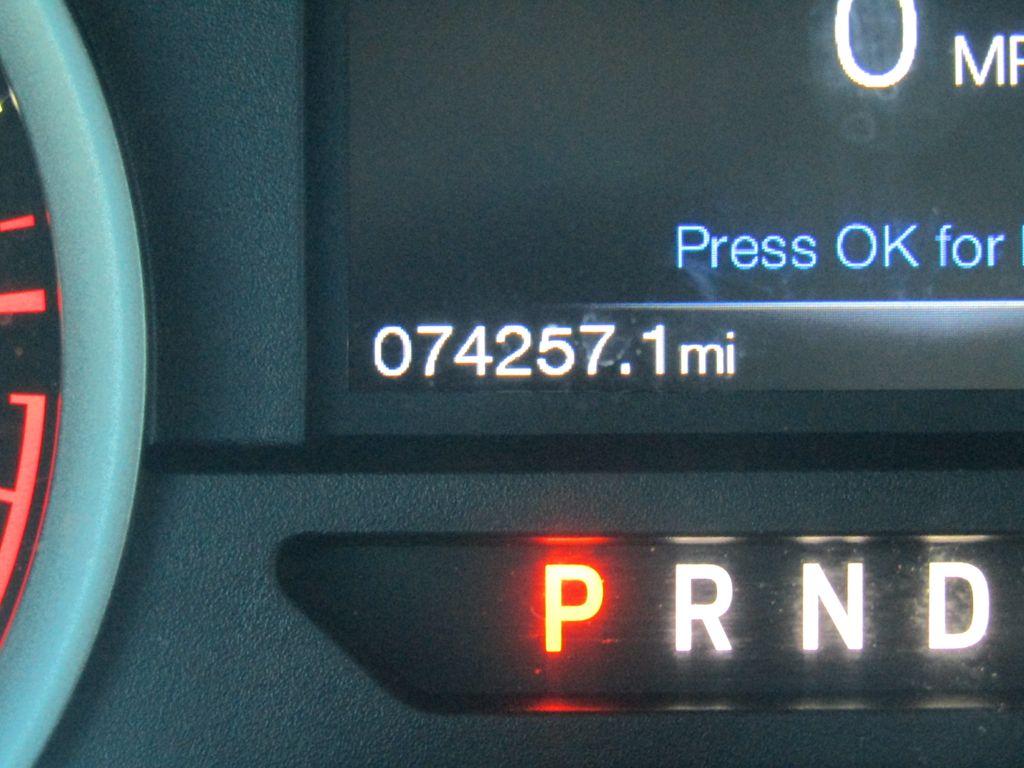 0 MP
Press OK for
074257.1mi
P R N D